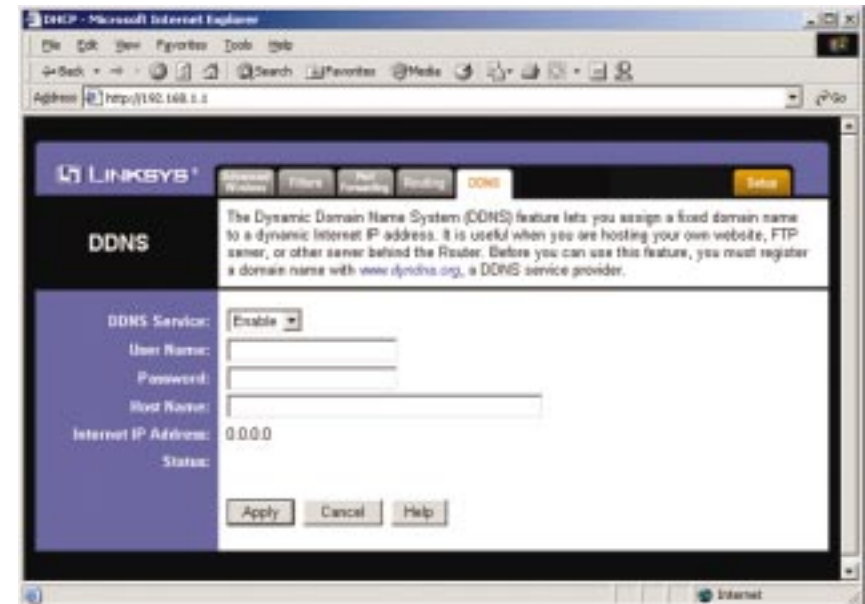 DHCP - Microsoft Internet Explorer
File Edit View Favorites Tools Help
Back Search Favorites Media
Address http://192.168.1.1 Go
LINKSYS® Advanced Wireless Filters Port Forwarding Routing DDNS Setup
DDNS
The Dynamic Domain Name System (DDNS) feature lets you assign a fixed domain name
to a dynamic Internet IP address. It is useful when you are hosting your own website, FTP
server, or other server behind the Router. Before you can use this feature, you must register
a domain name with www.dyndns.org, a DDNS service provider.
DDNS Service: Enable
User Name:
Password:
Host Name:
Internet IP Address: 0.0.0.0
Status:
Apply Cancel Help
Internet